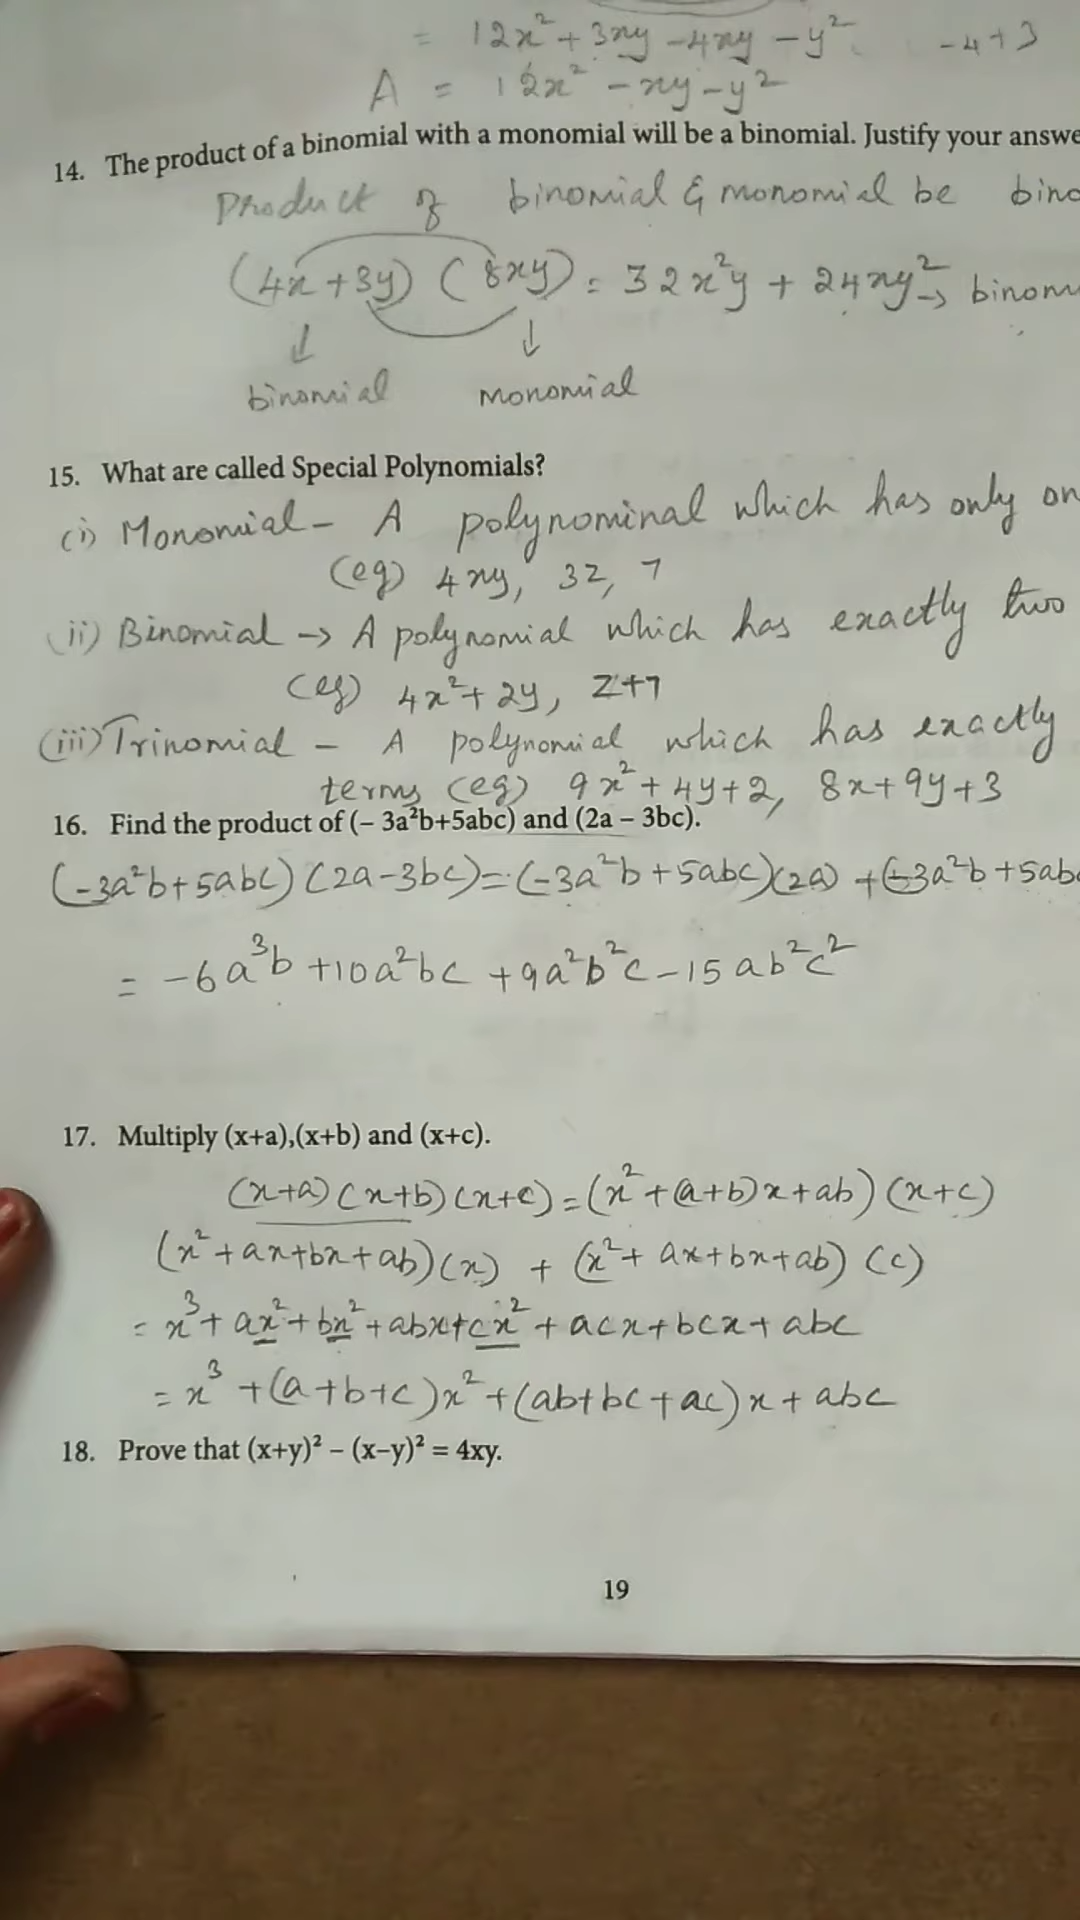 = 12x² + 3xy - 4xy - y² -4+3
A = 12x² - xy - y²
14. The product of a binomial with a monomial will be a binomial. Justify your answe
Product of binomial & monomial be bino
(4x + 3y) (8xy) = 32x²y + 24xy² → binom
↓ ↓
binomial monomial
15. What are called Special Polynomials?
(i) Monomial - A polynominal which has only on
(eg) 4xy, 3z, 7
(ii) Binomial → A polynomial which has exactly two
(eg) 4x² + 2y, z+7
(iii) Trinomial - A polynomial which has exactly
terms (eg) 9x² + 4y + 2, 8x + 9y + 3
16. Find the product of (– 3a²b+5abc) and (2a – 3bc).
(-3a²b + 5abc) (2a - 3bc) = (-3a²b + 5abc)(2a) + (-3a²b + 5ab
= -6a³b + 10a²bc + 9a²b²c - 15ab²c²
17. Multiply (x+a),(x+b) and (x+c).
(x+a) (x+b) (x+c) = (x² + (a+b)x + ab) (x+c)
(x² + ax + bx + ab) (x) + (x² + ax + bx + ab) (c)
= x³ + ax² + bx² + abx + cx² + acx + bcx + abc
= x³ + (a+b+c)x² + (ab+bc+ac)x + abc
18. Prove that (x+y)² – (x–y)² = 4xy.
19